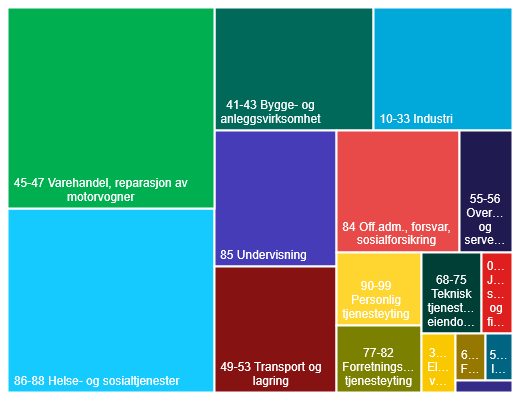 45-47 Varehandel, reparasjon av
motorvogner
86-88 Helse- og sosialtjenester
41-43 Bygge- og
anleggsvirksomhet
10-33 Industri
85 Undervisning
84 Off.adm., forsvar,
sosialforsikring
55-56
Over...
og
serve...
49-53 Transport og
lagring
90-99
Personlig
tjenesteyting
77-82
Forretnings...
tjenesteyting
68-75
Teknisk
tjenest...
eiendo...
0...
J...
s...
og
fi...
3...
El...
v...
6...
F...
5...
I...